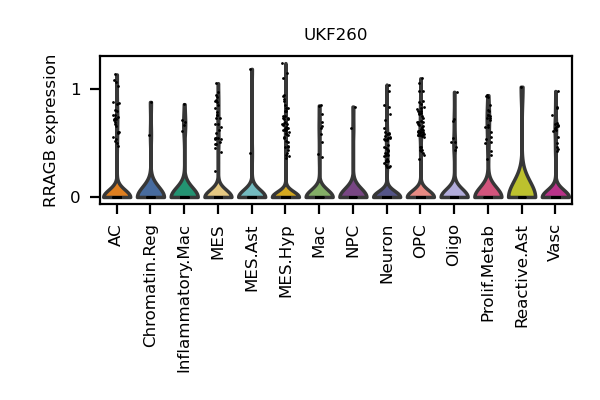 UKF260
RRAGB expression
1
0
AC
Chromatin.Reg
Inflammatory.Mac
MES
MES.Ast
MES.Hyp
Mac
NPC
Neuron
OPC
Oligo
Prolif.Metab
Reactive.Ast
Vasc